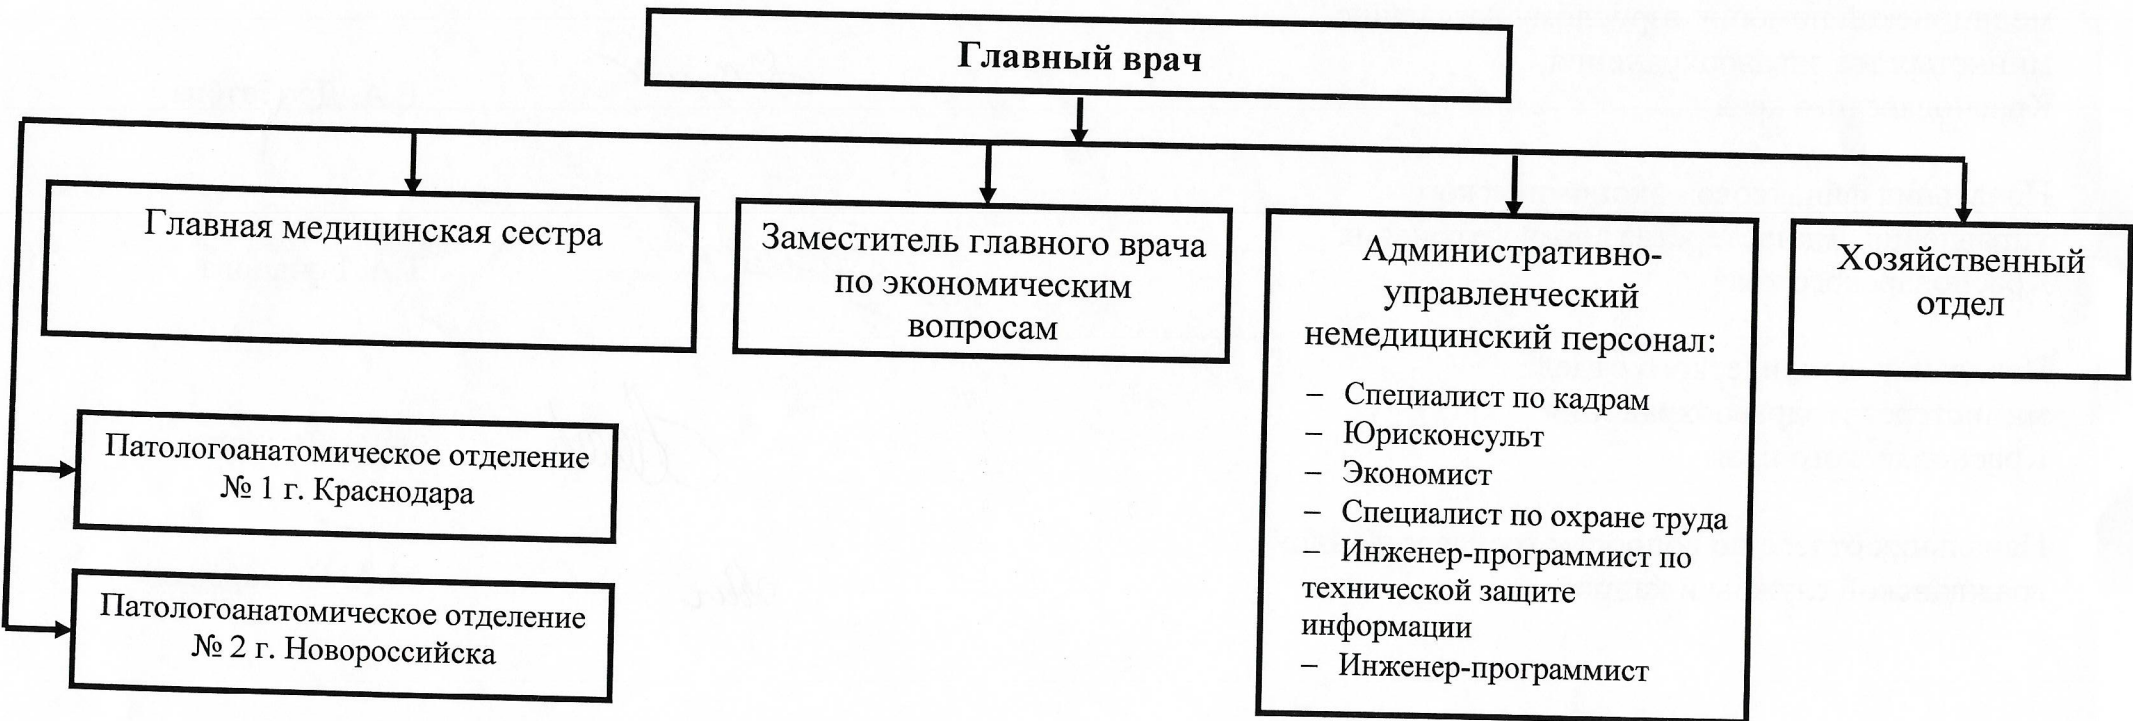 Главный врач
Главная медицинская сестра
Заместитель главного врача
по экономическим
вопросам
Административно-
управленческий
немедицинский персонал:
– Специалист по кадрам
– Юрисконсульт
– Экономист
– Специалист по охране труда
– Инженер-программист по
технической защите
информации
– Инженер-программист
Хозяйственный
отдел
Патологоанатомическое отделение
№ 1 г. Краснодара
Патологоанатомическое отделение
№ 2 г. Новороссийска